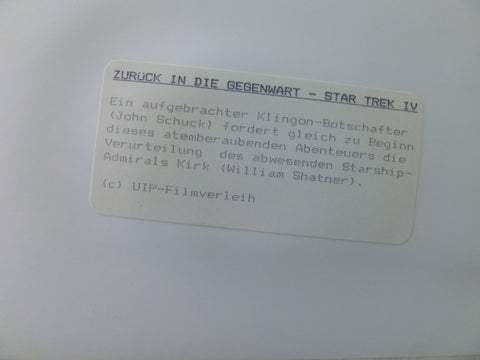 ZURÜCK IN DIE GEGENWART - STAR TREK IV
Ein aufgebrachter Klingon-Botschafter
(John Schuck) fordert gleich zu Beginn
dieses atemberaubenden Abenteuers die
Verurteilung des abwesenden Starship-
Admirals Kirk (William Shatner).
(c) UIP-Filmverleih